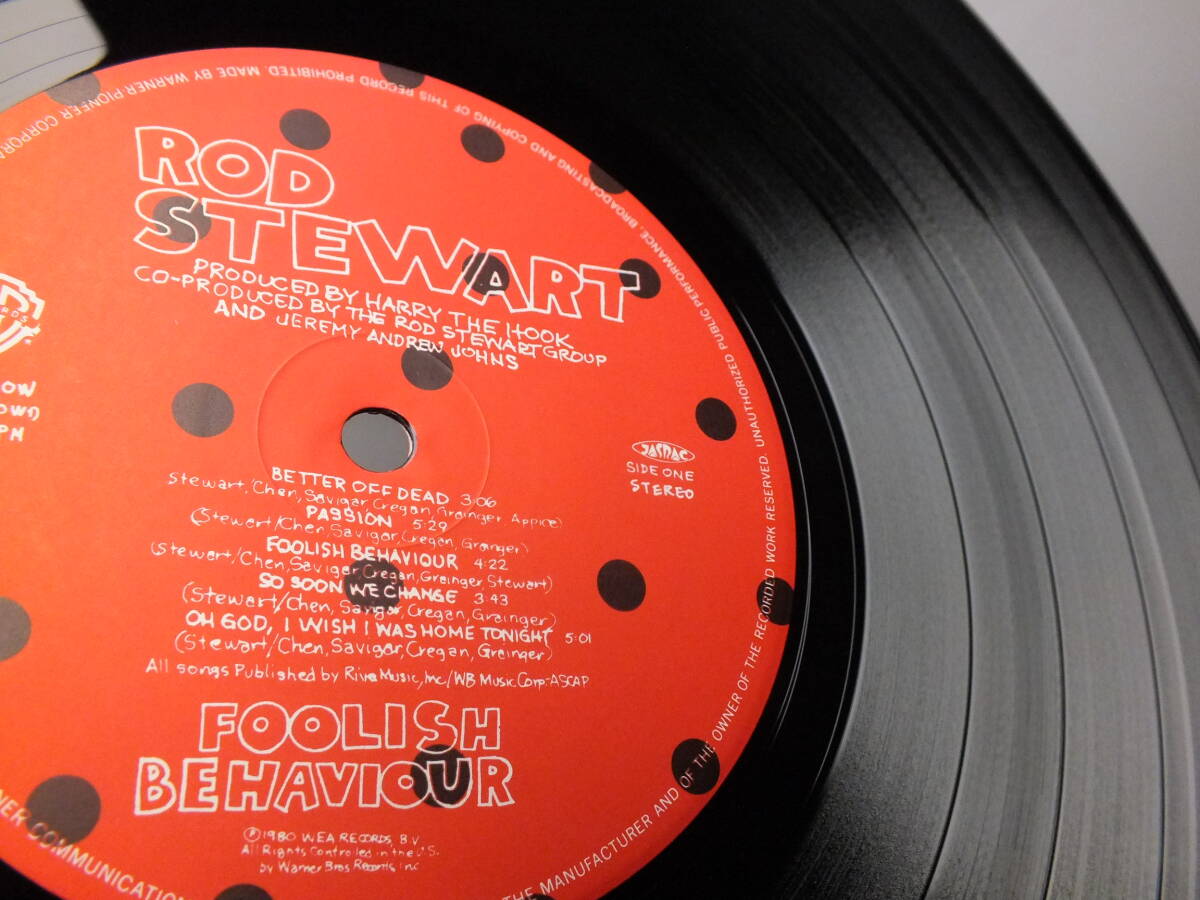 ROD
STEWART
PRODUCED BY HARRY THE HOOK
CO-PRODUCED BY THE ROD STEWART GROUP
AND JEREMY ANDREW JOHNS
JASRAC
SIDE ONE
STEREO
BETTER OFF DEAD 3:06
Stewart/Chen, Savigar, Cregan, Grainger, Appice)
PASSION 5:29
(Stewart/Chen, Savigar, Cregan, Grainger)
FOOLISH BEHAVIOUR 4:22
(Stewart/Chen, Savigar, Cregan, Grainger, Stewart)
SO SOON WE CHANGE 3:43
(Stewart/Chen, Savigar, Cregan, Grainger)
OH GOD, I WISH I WAS HOME TONIGHT 5:01
(Stewart/Chen, Savigar, Cregan, Grainger)
All songs Published by Riva Music, Inc/WB Music Corp-ASCAP
FOOLISH
BEHAVIOUR
Ⓟ1980 WEA RECORDS, B.V.
All Rights Controlled in the U.S.
by Warner Bros Records, Inc
COMMUNICATION
THE MANUFACTURER AND OF THE OWNER OF THE RECORDED WORK RESERVED. UNAUTHORIZED PUBLIC PERFORMANCE, BROADCASTING AND COPYING OF THIS RECORD PROHIBITED. MADE BY WARNER PIONEER CORPORA